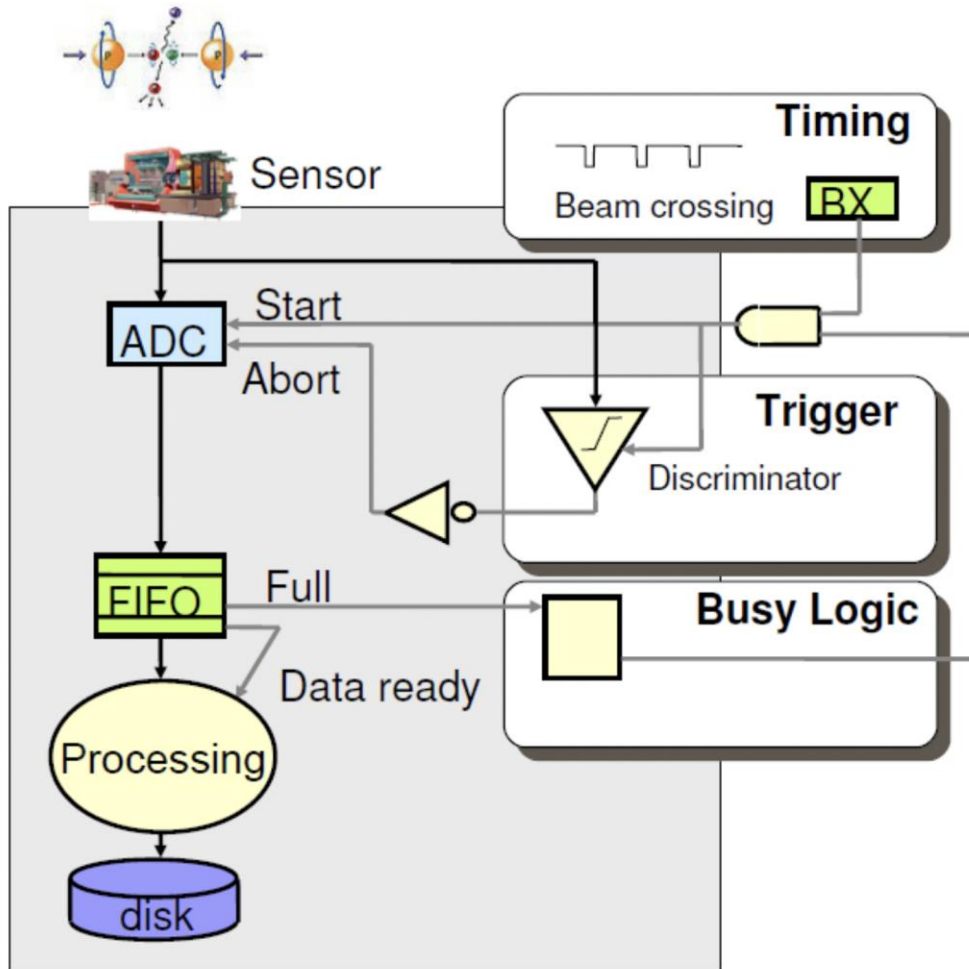 Timing
Sensor
Beam crossing
BX
Start
ADC
Abort
Trigger
Discriminator
FIFO
Full
Busy Logic
Data ready
Processing
disk
P
P